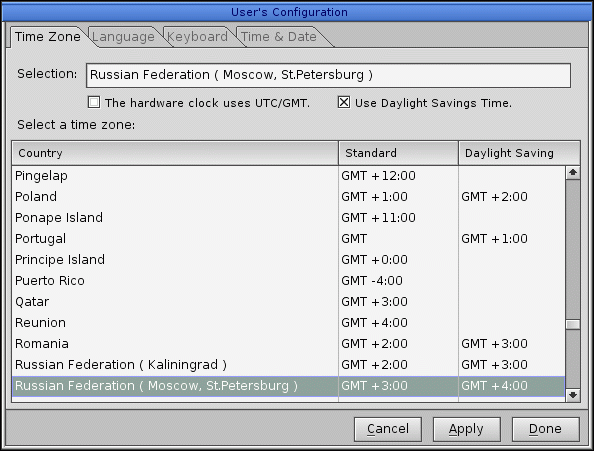 User's Configuration
Time Zone Language Keyboard Time & Date
Selection: Russian Federation ( Moscow, St.Petersburg )
The hardware clock uses UTC/GMT. Use Daylight Savings Time.
Select a time zone:
Country Standard Daylight Saving
Pingelap GMT +12:00
Poland GMT +1:00 GMT +2:00
Ponape Island GMT +11:00
Portugal GMT GMT +1:00
Principe Island GMT +0:00
Puerto Rico GMT -4:00
Qatar GMT +3:00
Reunion GMT +4:00
Romania GMT +2:00 GMT +3:00
Russian Federation ( Kaliningrad ) GMT +2:00 GMT +3:00
Russian Federation ( Moscow, St.Petersburg ) GMT +3:00 GMT +4:00
Cancel Apply Done